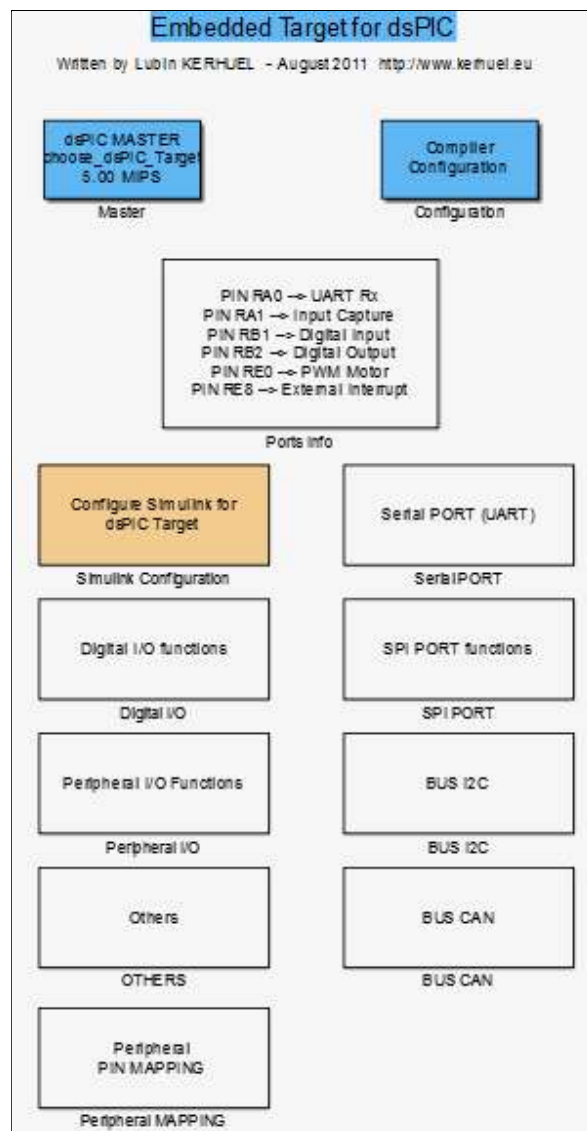 Embedded Target for dsPIC
Written by Lubin KERHUEL - August 2011 http://www.kerhuel.eu
dsPIC MASTER
choose_dsPIC_Target
5.00 MIPS
Master
Compiler
Configuration
Configuration
PIN RA0 --> UART Rx
PIN RA1 --> Input Capture
PIN RB1 --> Digital Input
PIN RB2 --> Digital Output
PIN RE0 --> PWM Motor
PIN RE8 --> External Interrupt
Ports Info
Configure Simulink for
dsPIC Target
Simulink Configuration
Serial PORT (UART)
Serial PORT
Digital I/O functions
Digital I/O
SPI PORT functions
SPI PORT
Peripheral I/O Functions
Peripheral I/O
BUS I2C
BUS I2C
Others
OTHERS
BUS CAN
BUS CAN
Peripheral
PIN MAPPING
Peripheral MAPPING